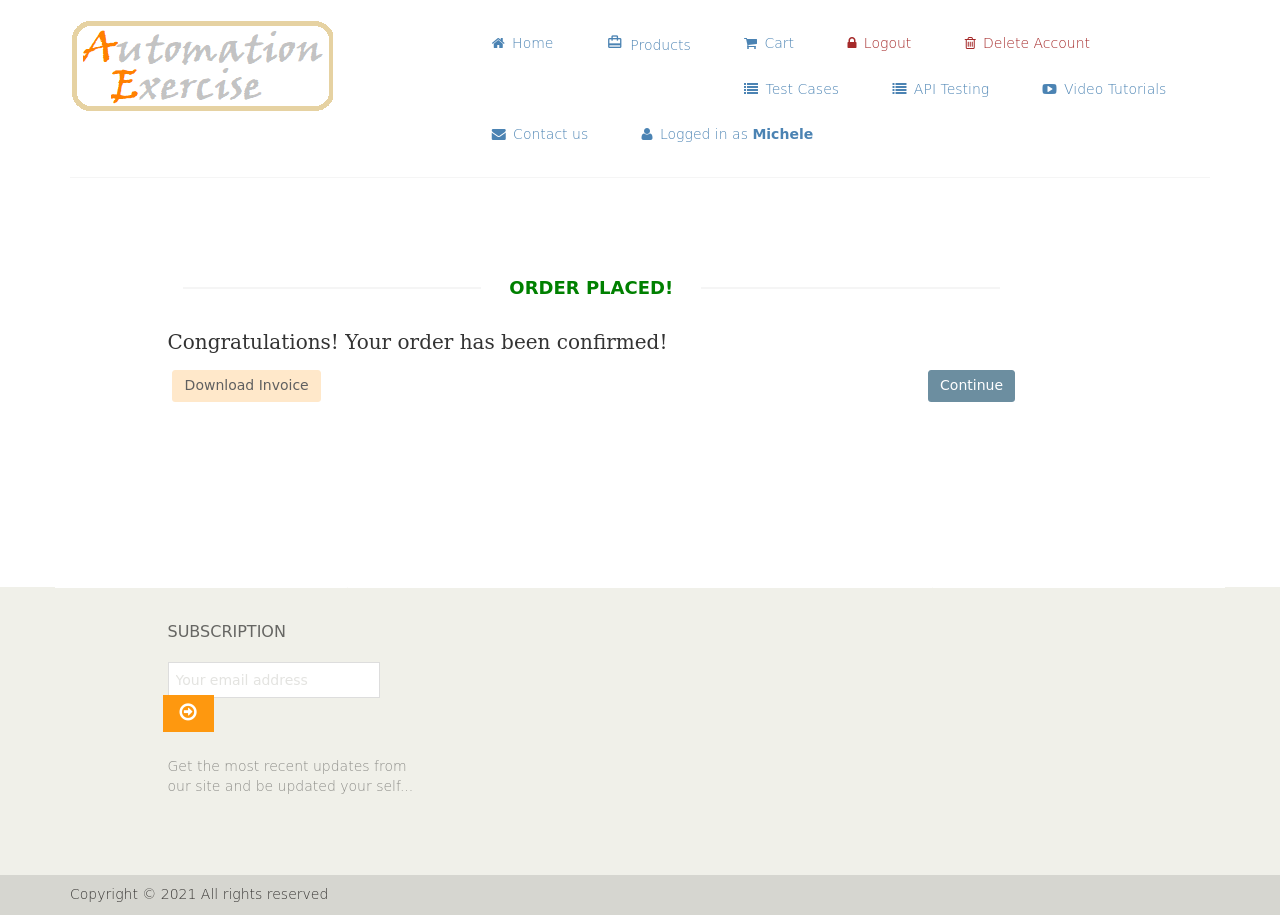 Automation
Exercise
Home
Products
Cart
Logout
Delete Account
Test Cases
API Testing
Video Tutorials
Contact us
Logged in as Michele
ORDER PLACED!
Congratulations! Your order has been confirmed!
Download Invoice
Continue
SUBSCRIPTION
Your email address
Get the most recent updates from
our site and be updated your self...
Copyright © 2021 All rights reserved